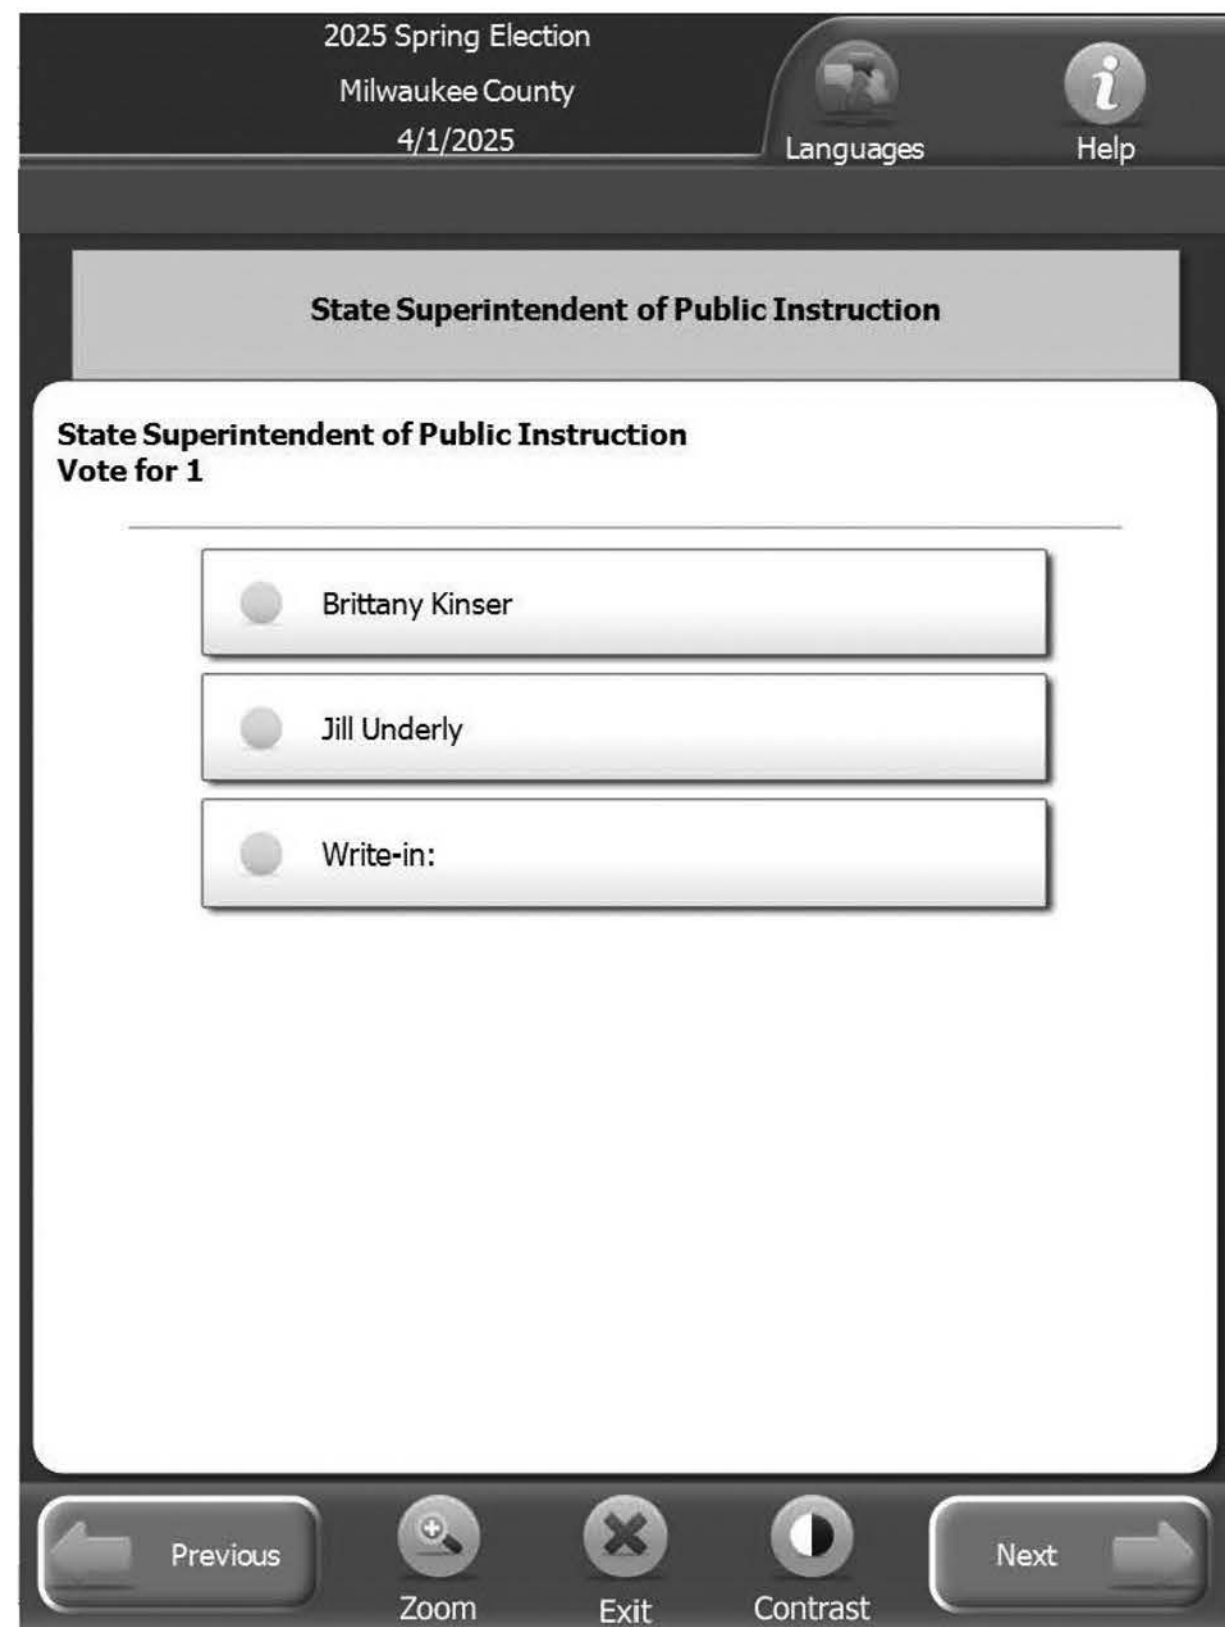 2025 Spring Election
Milwaukee County
4/1/2025
Languages
Help
State Superintendent of Public Instruction
State Superintendent of Public Instruction
Vote for 1
Brittany Kinser
Jill Underly
Write-in:
Previous
Zoom
Exit
Contrast
Next